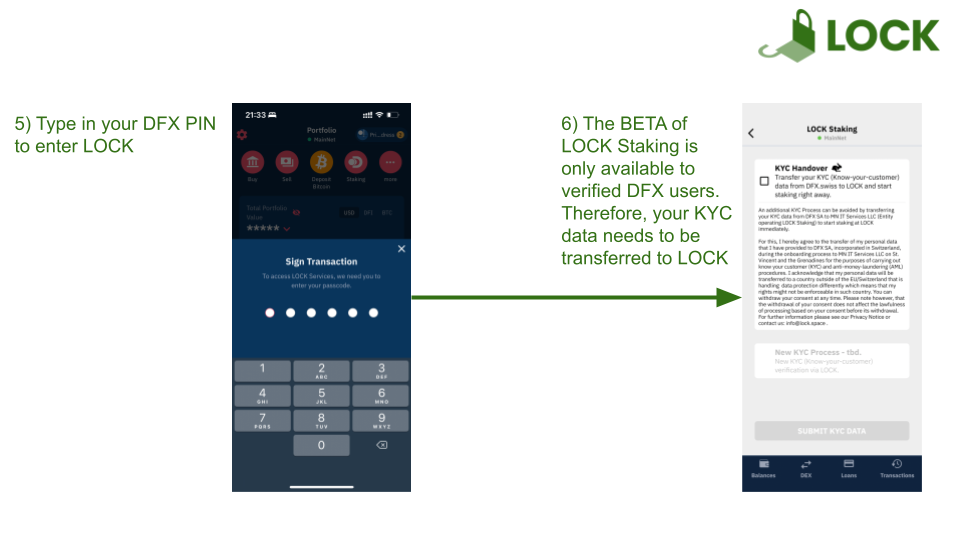 LOCK
5) Type in your DFX PIN
to enter LOCK
21:33
Portfolio
MainNet
Buy
Sell
Deposit
Bitcoin
Staking
more
Total Portfolio
Value
USD
DFI
BTC
*****
Sign Transaction
To access LOCK Services, we need you to
enter your passcode.
1
2
ABC
3
DEF
4
GHI
5
JKL
6
MNO
7
PQRS
8
TUV
9
WXYZ
0
6) The BETA of
LOCK Staking is
only available to
verified DFX users.
Therefore, your KYC
data needs to be
transferred to LOCK
LOCK Staking
MainNet
KYC Handover
Transfer your KYC (Know-your-customer)
data from DFX.swiss to LOCK and start
staking right away.
An additional KYC Process can be avoided by transferring
your KYC data from DFX SA to MN IT Services LLC (Entity
operating LOCK Staking) to start staking at LOCK
immediately.
For this, I hereby agree to the transfer of my personal data
that I have provided to DFX SA, incorporated in Switzerland,
during the onboarding process to MN IT Services LLC on St.
Vincent and the Grenadines for the purposes of carrying out
know your customer (KYC) and anti-money-laundering (AML)
procedures. I acknowledge that my personal data will be
transferred to a country outside of the EU/Switzerland that is
handling data protection differently which means that my
rights might not be enforceable in such country. You can
withdraw your consent at any time. Please note however, that
the withdrawal of your consent does not affect the lawfulness
of processing based on your consent before its withdrawal.
For further information please see our Privacy Notice or
contact us: info@lock.space .
New KYC Process - tbd.
New KYC (Know-your-customer)
verification via LOCK.
SUBMIT KYC DATA
Balances
DEX
Loans
Transactions